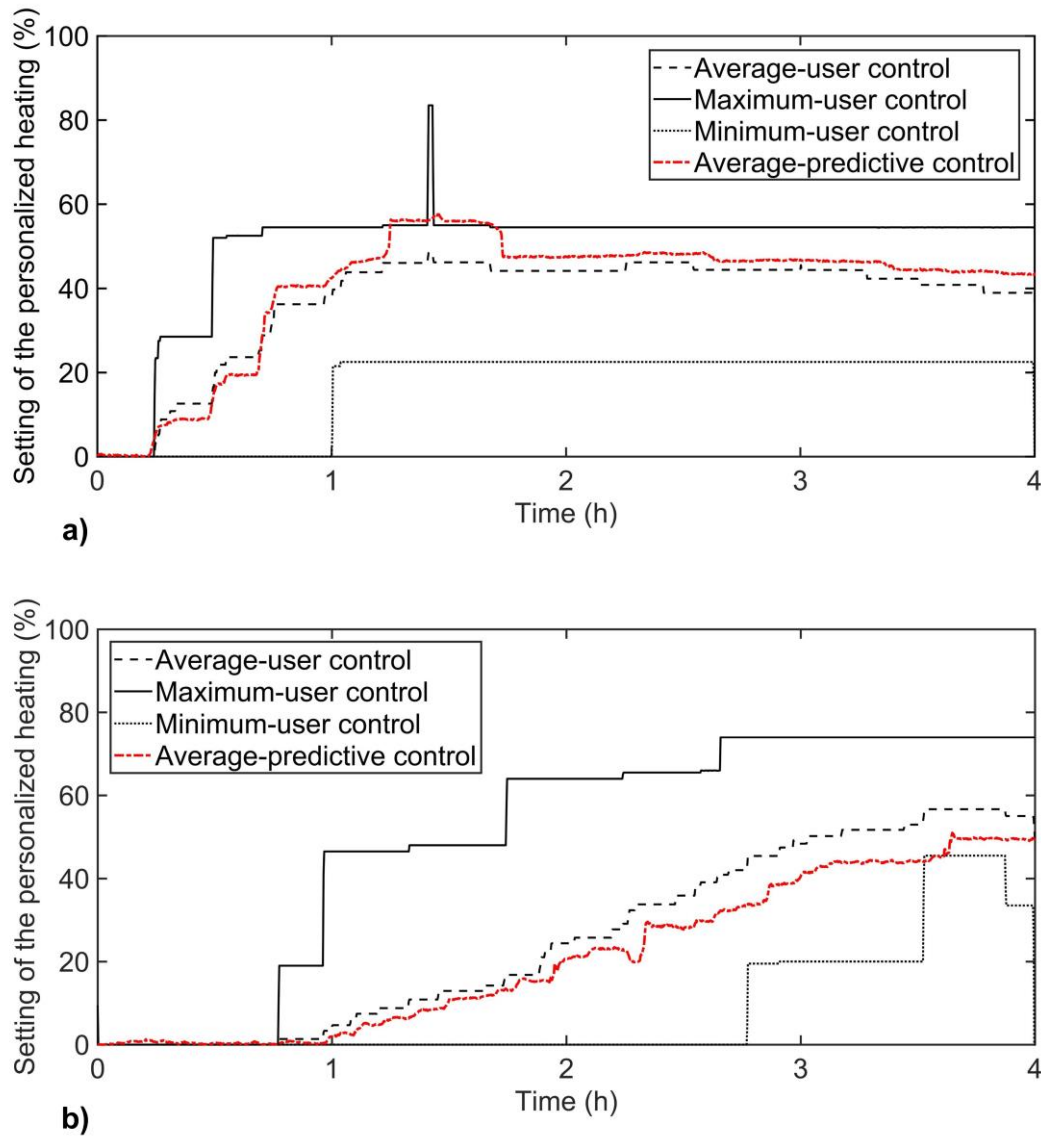 Setting of the personalized heating (%)
100
80
60
40
20
0
Average-user control
Maximum-user control
Minimum-user control
Average-predictive control
0 1 2 3 4
Time (h)
a)
Setting of the personalized heating (%)
100
80
60
40
20
0
Average-user control
Maximum-user control
Minimum-user control
Average-predictive control
0 1 2 3 4
Time (h)
b)